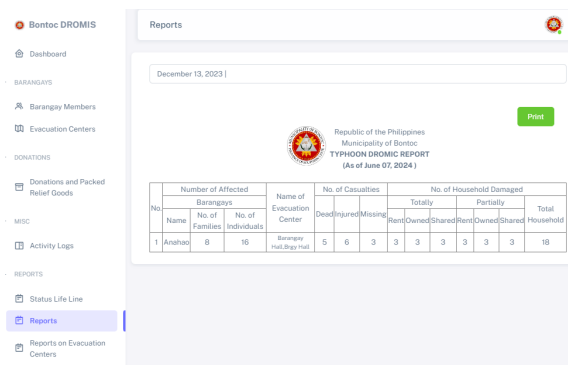 Bontoc DROMIS
Dashboard
BARANGAYS
Barangay Members
Evacuation Centers
DONATIONS
Donations and Packed
Relief Goods
MISC
Activity Logs
REPORTS
Status Life Line
Reports
Reports on Evacuation
Centers
Reports
December 13, 2023 |
Print
Republic of the Philippines
Municipality of Bontoc
TYPHOON DROMIC REPORT
(As of June 07, 2024 )
No. Number of Affected Name of Evacuation Center No. of Casualties No. of Household Damaged
Barangays Totally Partially Total Household
Name No. of Families No. of Individuals Dead Injured Missing Rent Owned Shared Rent Owned Shared
1 Anahao 8 16 Barangay Hall,Brgy Hall 5 6 3 3 3 3 3 3 3 18